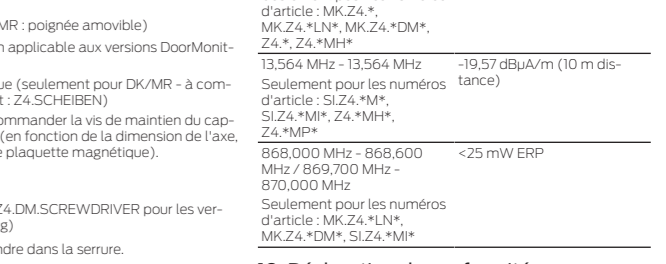 MR : poignée amovible)
n applicable aux versions DoorMonit-
ue (seulement pour DK/MR - à com-
t : Z4.SCHEIBEN)
ommander la vis de maintien du cap-
(en fonction de la dimension de l'axe,
e plaquette magnétique).
Z4.DM.SCREWDRIVER pour les ver-
g)
ndre dans la serrure.
d'article : MK.Z4.*,
MK.Z4.*LN*, MK.Z4.*DM*,
Z4.*, Z4.*MH*
13,564 MHz - 13,564 MHz
Seulement pour les numéros
d'article : SI.Z4.*M*,
SI.Z4.*MI*, Z4.*MH*,
Z4.*MP*
-19,57 dBµA/m (10 m dis-
tance)
868,000 MHz - 868,600
MHz / 869,700 MHz -
870,000 MHz
Seulement pour les numéros
d'article : MK.Z4.*LN*,
MK.Z4.*DM*, SI.Z4.*MI*
<25 mW ERP